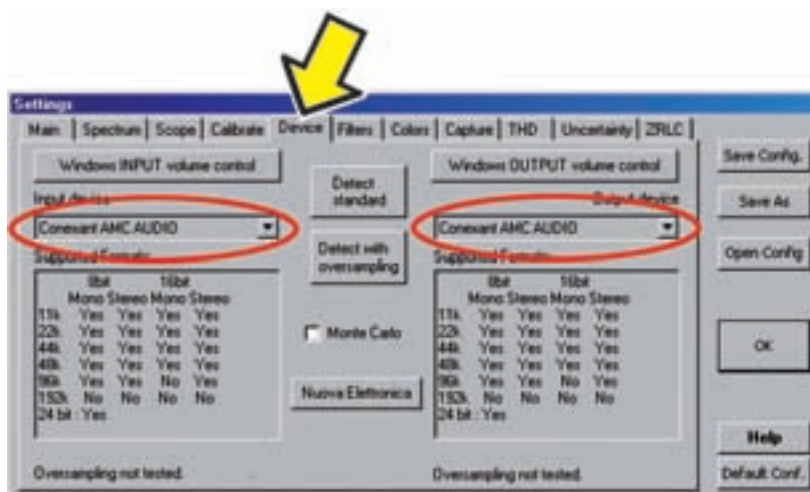 Settings
Main Spectrum Scope Calibrate Device Filters Colors Capture THD Uncertainty ZRLC
Windows INPUT volume control
Input device
Conexant AMC AUDIO
Supported Formats
8bit 16bit
Mono Stereo Mono Stereo
11k Yes Yes Yes Yes
22k Yes Yes Yes Yes
44k Yes Yes Yes Yes
48k Yes Yes Yes Yes
96k Yes Yes No Yes
192k No No No No
24 bit : Yes
Oversampling not tested.
Detect standard
Detect with oversampling
Monte Carlo
Nuova Elettronica
Windows OUTPUT volume control
Output device
Conexant AMC AUDIO
Supported Formats
8bit 16bit
Mono Stereo Mono Stereo
11k Yes Yes Yes Yes
22k Yes Yes Yes Yes
44k Yes Yes Yes Yes
48k Yes Yes Yes Yes
96k Yes Yes No Yes
192k No No No No
24 bit : Yes
Oversampling not tested.
Save Config.
Save As
Open Config
OK
Help
Default Conf.